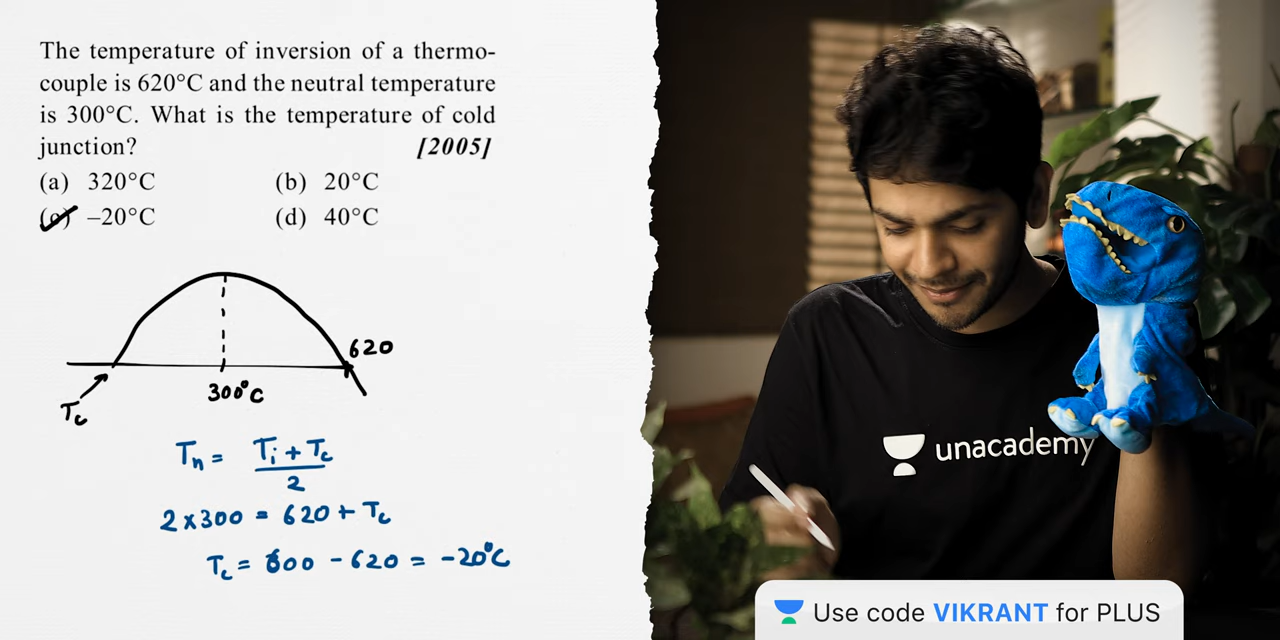 The temperature of inversion of a thermo-
couple is 620°C and the neutral temperature
is 300°C. What is the temperature of cold
junction? [2005]
(a) 320°C (b) 20°C
(c) –20°C (d) 40°C
620
300°C
Tc
Tn = Ti + Tc / 2
2 x 300 = 620 + Tc
Tc = 600 - 620 = -20°C
unacademy
Use code VIKRANT for PLUS